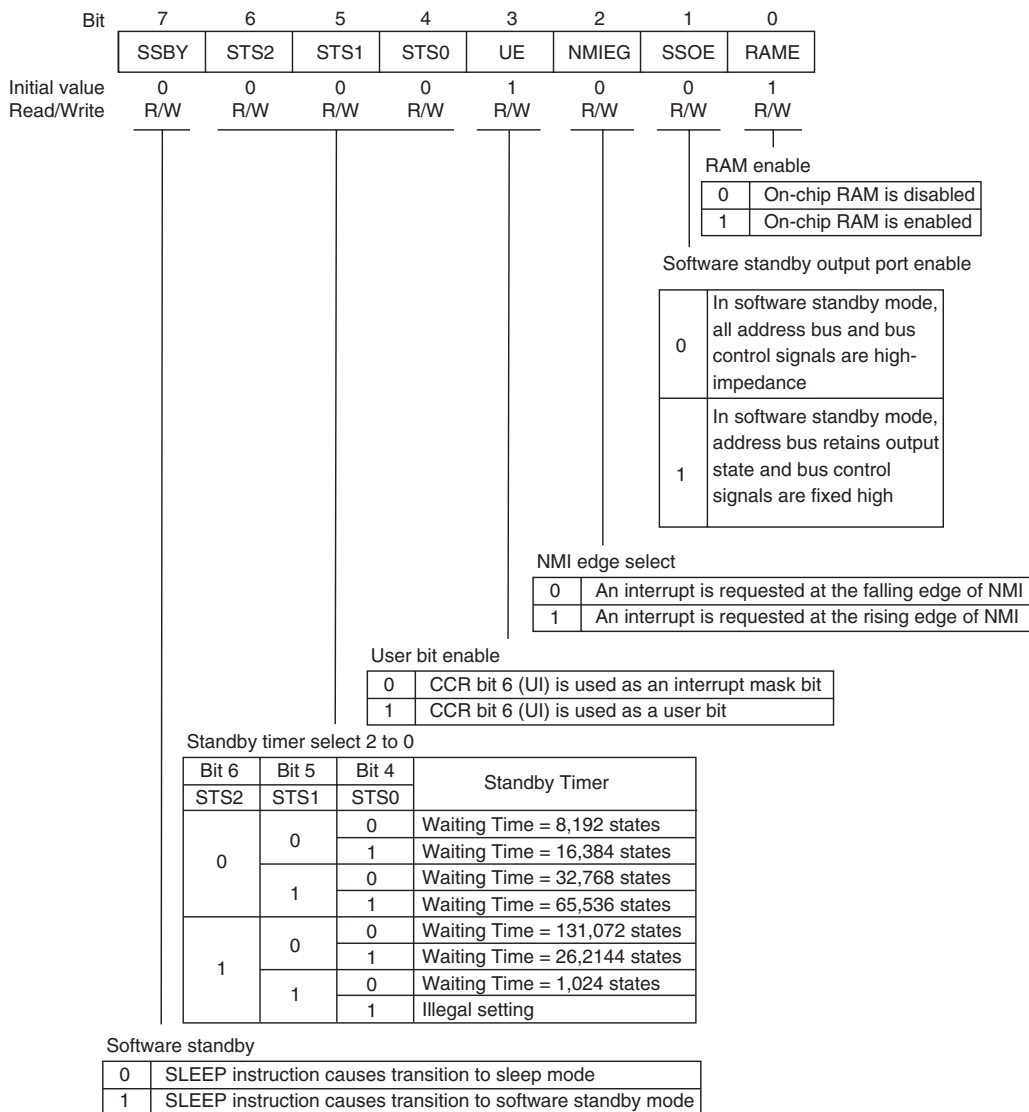 Bit 7 6 5 4 3 2 1 0
SSBY STS2 STS1 STS0 UE NMIEG SSOE RAME
Initial value 0 0 0 0 1 0 0 1
Read/Write R/W R/W R/W R/W R/W R/W R/W R/W
RAM enable
0 On-chip RAM is disabled
1 On-chip RAM is enabled
Software standby output port enable
0
In software standby mode,
all address bus and bus
control signals are high-
impedance
1
In software standby mode,
address bus retains output
state and bus control
signals are fixed high
NMI edge select
0 An interrupt is requested at the falling edge of NMI
1 An interrupt is requested at the rising edge of NMI
User bit enable
0 CCR bit 6 (UI) is used as an interrupt mask bit
1 CCR bit 6 (UI) is used as a user bit
Standby timer select 2 to 0
Bit 6 Bit 5 Bit 4 Standby Timer
STS2 STS1 STS0
0 0 0 Waiting Time = 8,192 states
1 Waiting Time = 16,384 states
1 0 Waiting Time = 32,768 states
1 Waiting Time = 65,536 states
1 0 0 Waiting Time = 131,072 states
1 Waiting Time = 26,2144 states
1 0 Waiting Time = 1,024 states
1 Illegal setting
Software standby
0 SLEEP instruction causes transition to sleep mode
1 SLEEP instruction causes transition to software standby mode